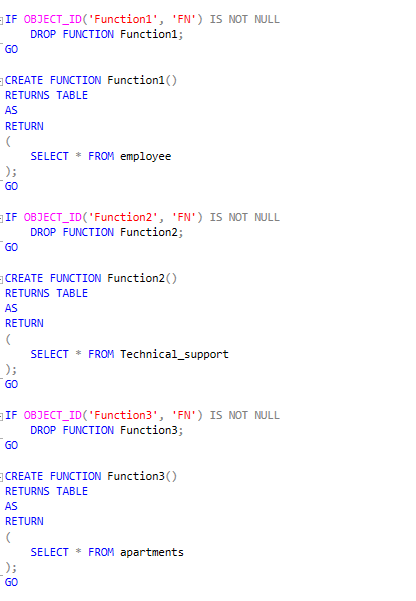 IF OBJECT_ID('Function1', 'FN') IS NOT NULL
    DROP FUNCTION Function1;
GO

CREATE FUNCTION Function1()
RETURNS TABLE
AS
RETURN
(
    SELECT * FROM employee
);
GO

IF OBJECT_ID('Function2', 'FN') IS NOT NULL
    DROP FUNCTION Function2;
GO

CREATE FUNCTION Function2()
RETURNS TABLE
AS
RETURN
(
    SELECT * FROM Technical_support
);
GO

IF OBJECT_ID('Function3', 'FN') IS NOT NULL
    DROP FUNCTION Function3;
GO

CREATE FUNCTION Function3()
RETURNS TABLE
AS
RETURN
(
    SELECT * FROM apartments
);
GO